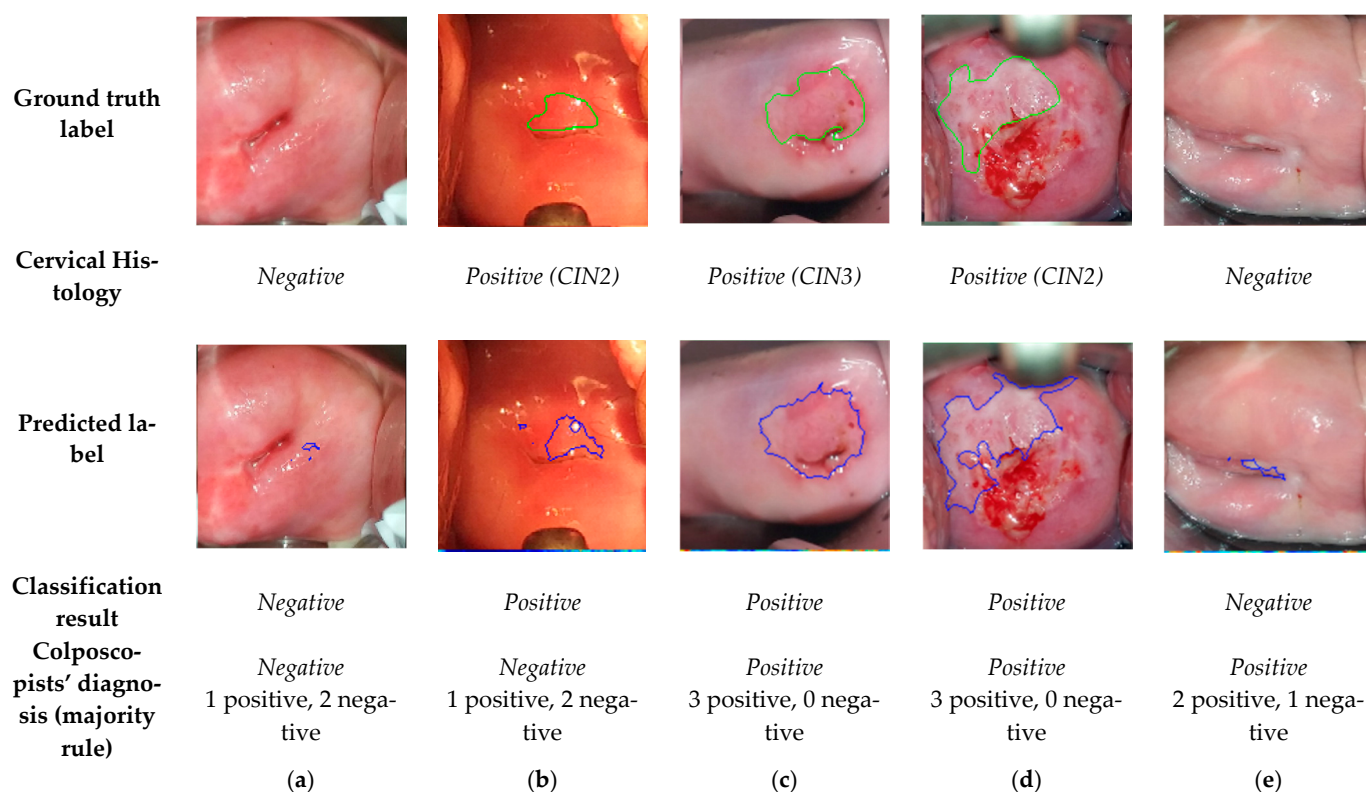 Ground truth
label
Cervical His-
tology
Negative
Positive (CIN2)
Positive (CIN3)
Positive (CIN2)
Negative
Predicted la-
bel
Classification
result
Negative
Positive
Positive
Positive
Negative
Colposco-
pists’ diagno-
sis (majority
rule)
Negative
1 positive, 2 nega-
tive
Negative
1 positive, 2 nega-
tive
Positive
3 positive, 0 nega-
tive
Positive
3 positive, 0 nega-
tive
Positive
2 positive, 1 nega-
tive
(a)
(b)
(c)
(d)
(e)